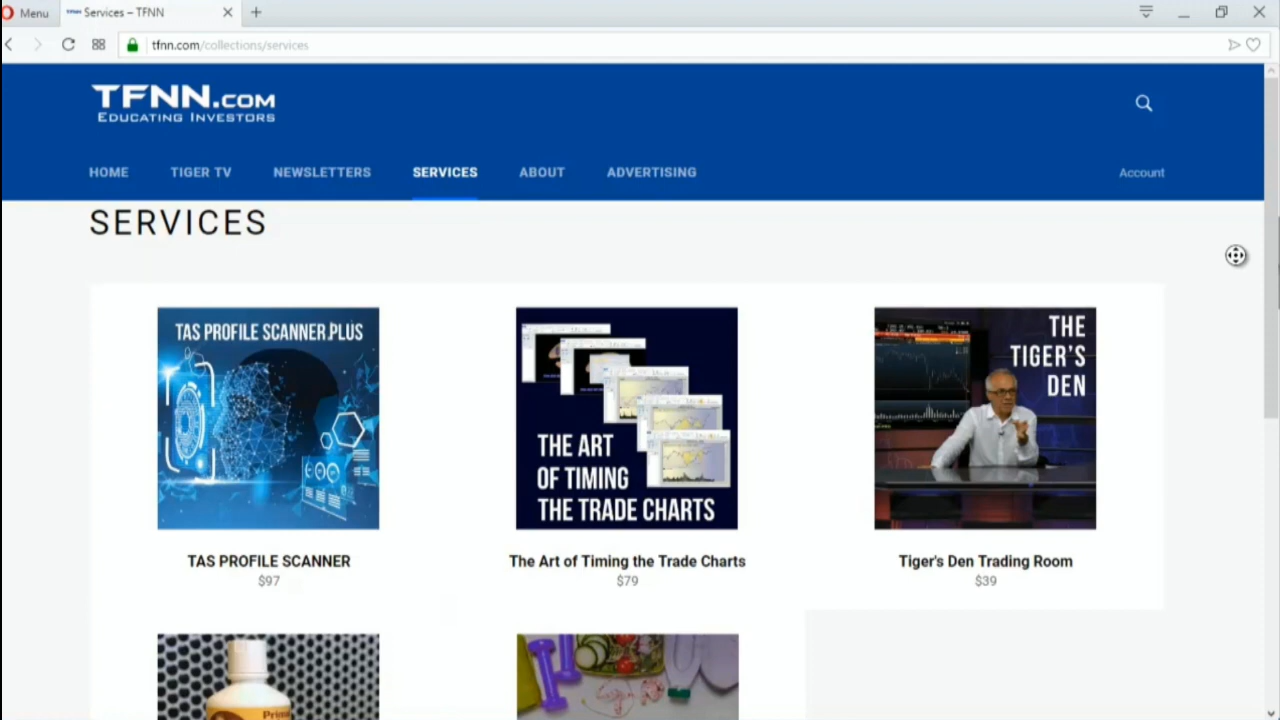 Menu
Services – TFNN
tfnn.com/collections/services
TFNN.COM
EDUCATING INVESTORS
HOME
TIGER TV
NEWSLETTERS
SERVICES
ABOUT
ADVERTISING
Account
SERVICES
TAS PROFILE SCANNER PLUS
THE ART
OF TIMING
THE TRADE CHARTS
THE
TIGER'S
DEN
TAS PROFILE SCANNER
$97
The Art of Timing the Trade Charts
$79
Tiger's Den Trading Room
$39